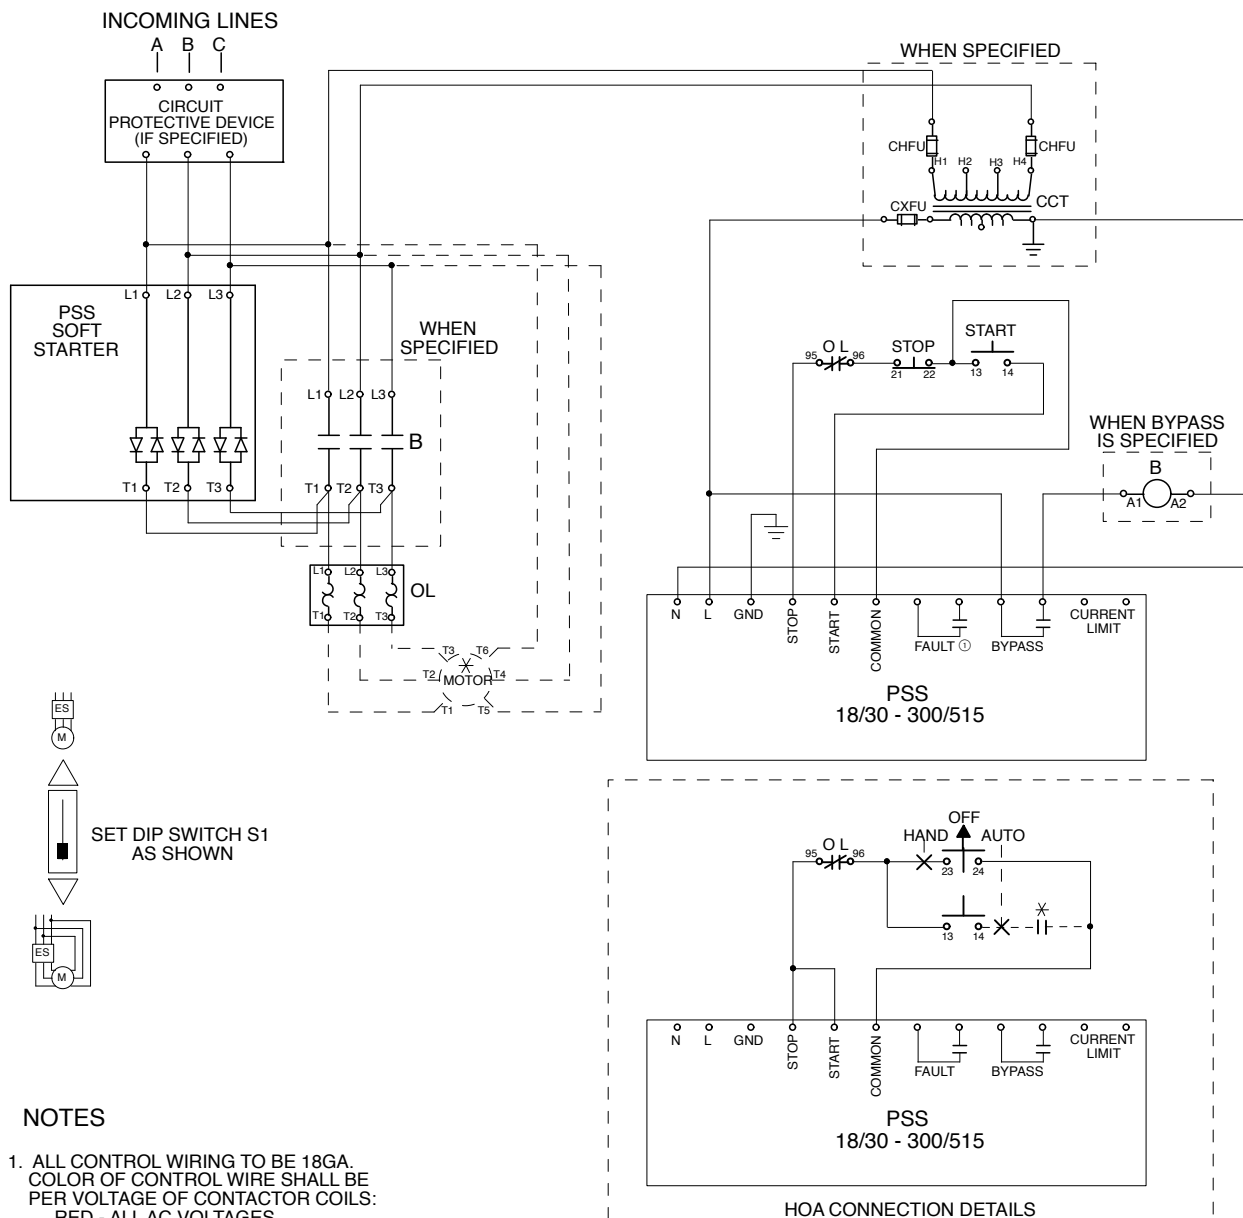 INCOMING LINES
A B C
CIRCUIT
PROTECTIVE DEVICE
(IF SPECIFIED)
WHEN SPECIFIED
CHFU
CHFU
H1 H2 H3 H4
CXFU
CCT
L1 L2 L3
PSS
SOFT
STARTER
T1 T2 T3
WHEN
SPECIFIED
L1 L2 L3
B
T1 T2 T3
L1 L2 L3
OL
T1 T2 T3
T3 T6
T2 MOTOR T4
T1 T5
95 O L 96
STOP
21 22
START
13 14
WHEN BYPASS
IS SPECIFIED
B
A1 A2
N L GND STOP START COMMON FAULT ① BYPASS CURRENT
LIMIT
PSS
18/30 - 300/515
ES
M
SET DIP SWITCH S1
AS SHOWN
ES
M
OFF
HAND AUTO
95 O L 96
23 24
13 14
N L GND STOP START COMMON FAULT BYPASS CURRENT
LIMIT
PSS
18/30 - 300/515
HOA CONNECTION DETAILS
NOTES
1. ALL CONTROL WIRING TO BE 18GA.
COLOR OF CONTROL WIRE SHALL BE
PER VOLTAGE OF CONTACTOR COILS:
RED - ALL AC VOLTAGES